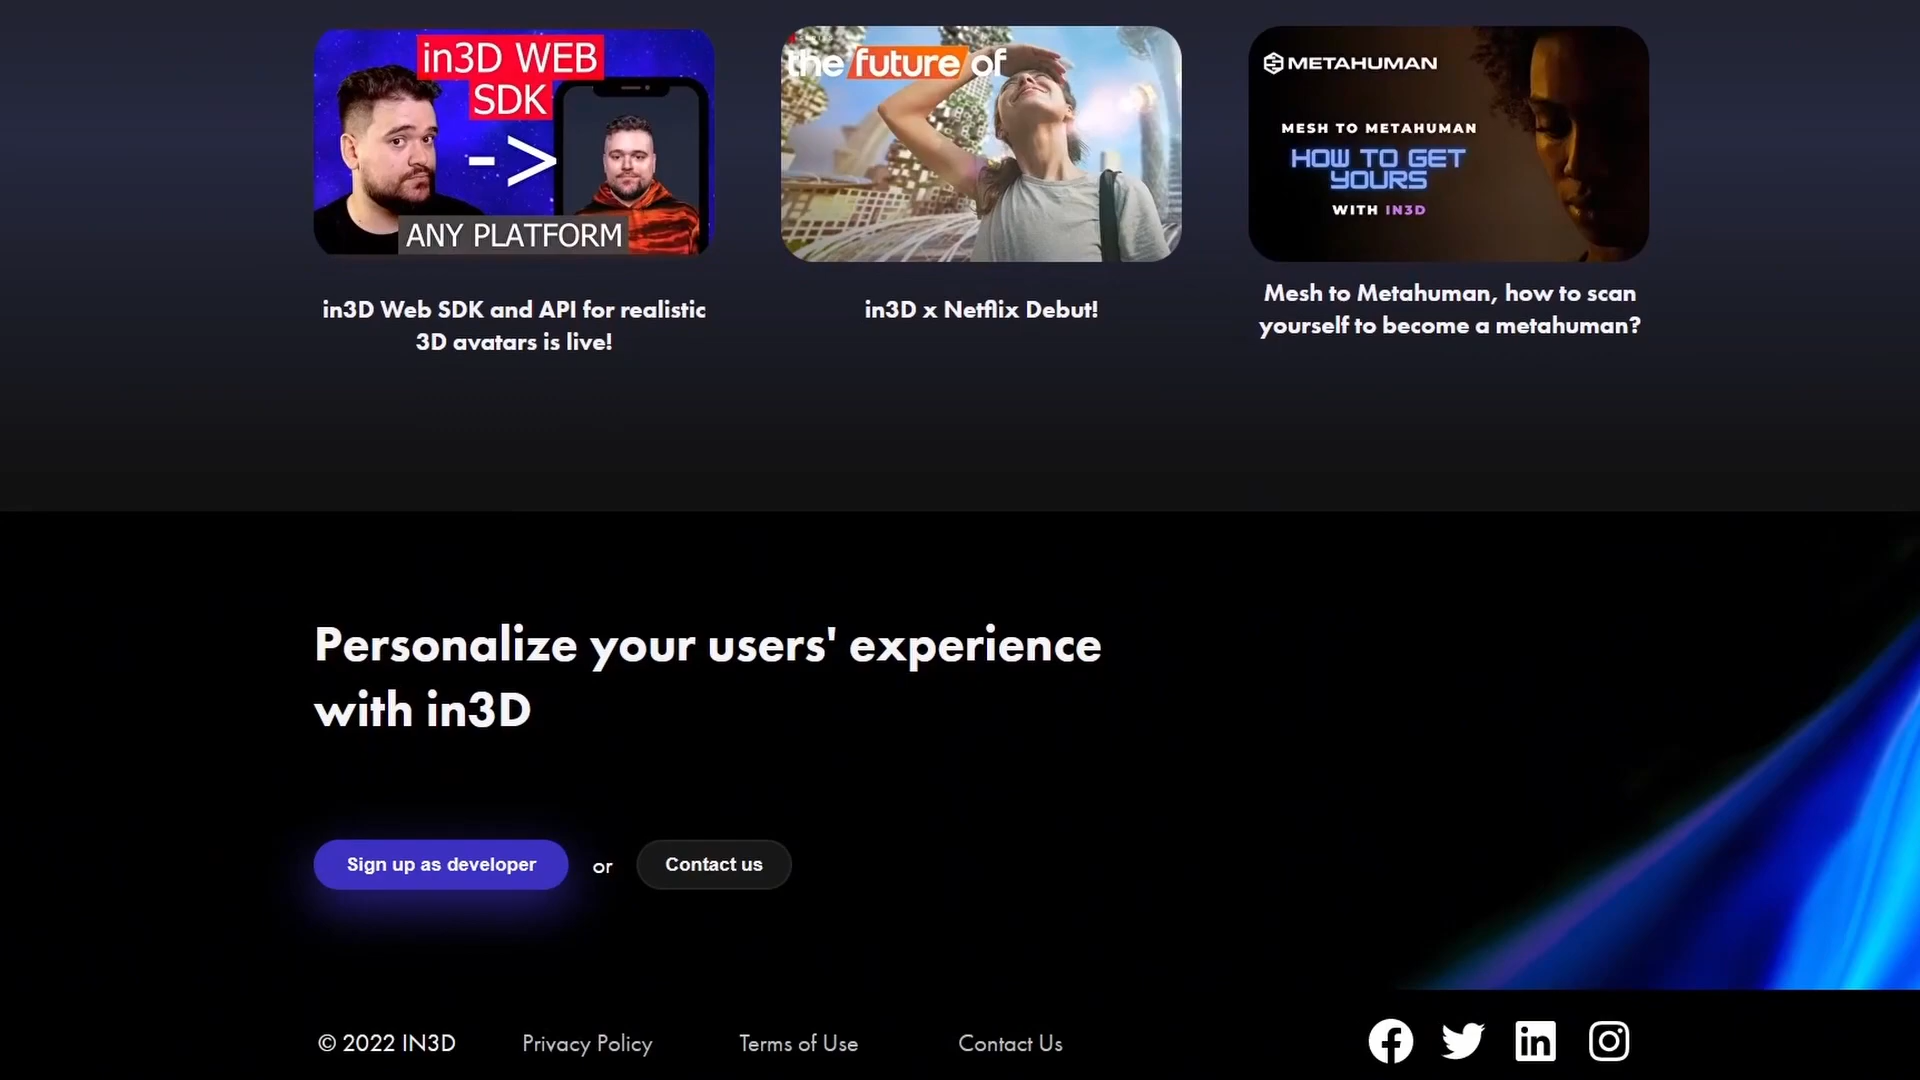 in3D WEB
SDK
->
ANY PLATFORM
the future of
METAHUMAN
MESH TO METAHUMAN
HOW TO GET
YOURS
WITH IN3D
in3D Web SDK and API for realistic
3D avatars is live!
in3D x Netflix Debut!
Mesh to Metahuman, how to scan
yourself to become a metahuman?
Personalize your users' experience
with in3D
Sign up as developer
or
Contact us
© 2022 IN3D
Privacy Policy
Terms of Use
Contact Us